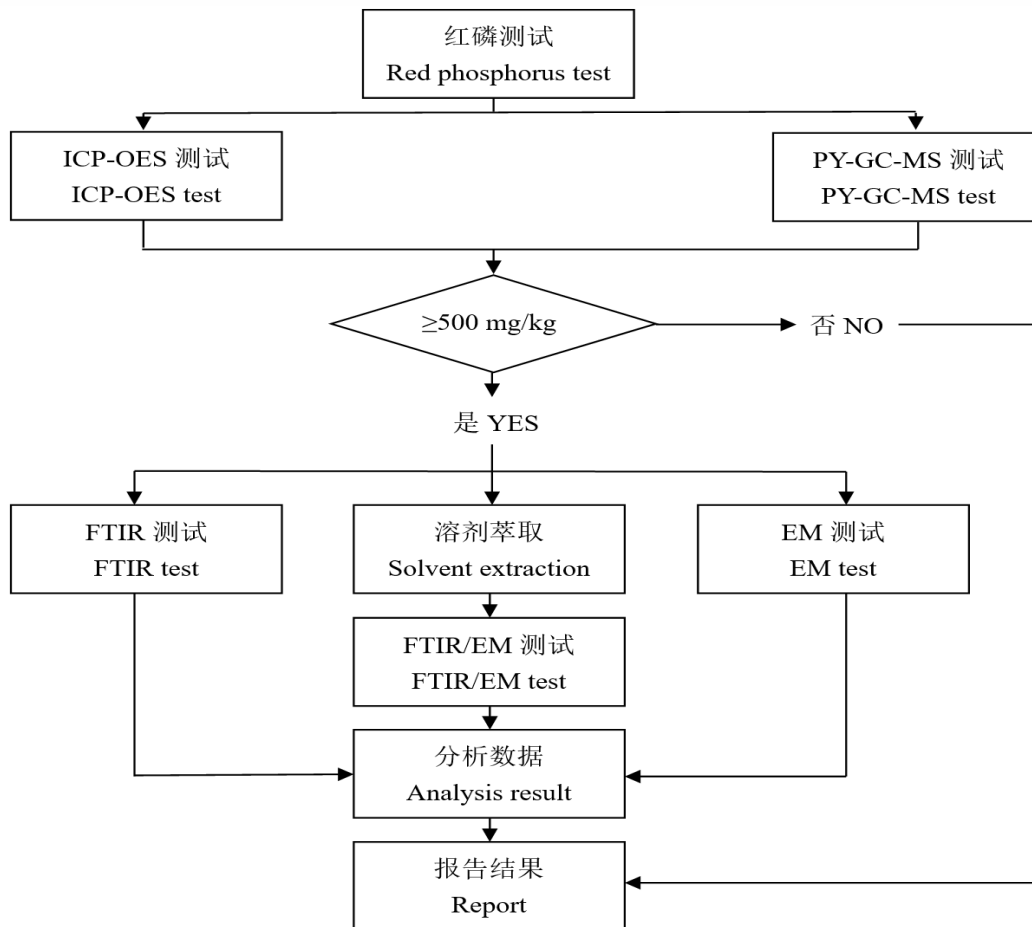 红磷测试
Red phosphorus test
ICP-OES 测试
ICP-OES test
PY-GC-MS 测试
PY-GC-MS test
≥500 mg/kg
否 NO
是 YES
FTIR 测试
FTIR test
溶剂萃取
Solvent extraction
EM 测试
EM test
FTIR/EM 测试
FTIR/EM test
分析数据
Analysis result
报告结果
Report